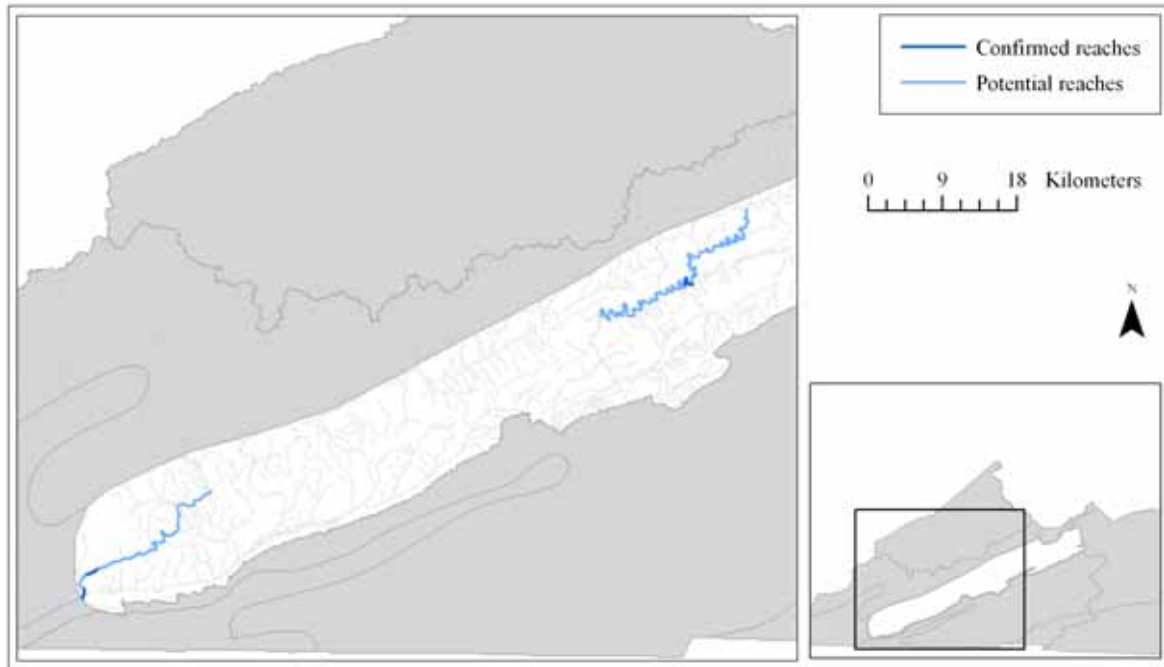 Confirmed reaches
Potential reaches
0 9 18 Kilometers
N